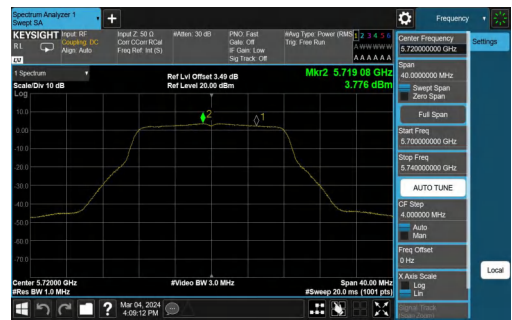 Spectrum Analyzer 1
Swept SA
Frequency
KEYSIGHT
Input: RF
Coupling: DC
Align: Auto
Input Z: 50 Ω
Corr CCorr RCal
Freq Ref: Int (S)
#Atten: 30 dB
PNO: Fast
Gate: Off
IF Gain: Low
Sig Track: Off
#Avg Type: Power (RMS
Trig: Free Run
1 2 3 4 5 6
A W W W W W
A A A A A A
RL
LV
1 Spectrum
Scale/Div 10 dB
Log
Ref Lvl Offset 3.49 dB
Ref Level 20.00 dBm
Mkr2 5.719 08 GHz
3.776 dBm
2
1
10.0
0.00
-10.0
-20.0
-30.0
-40.0
-50.0
-60.0
-70.0
Center 5.72000 GHz
#Res BW 1.0 MHz
#Video BW 3.0 MHz
Span 40.00 MHz
#Sweep 20.0 ms (1001 pts)
Center Frequency
5.720000000 GHz
Span
40.0000000 MHz
Swept Span
Zero Span
Full Span
Start Freq
5.700000000 GHz
Stop Freq
5.740000000 GHz
AUTO TUNE
CF Step
4.000000 MHz
Auto
Man
Freq Offset
0 Hz
X Axis Scale
Log
Lin
Signal Track
Settings
Local
Mar 04, 2024
4:09:12 PM